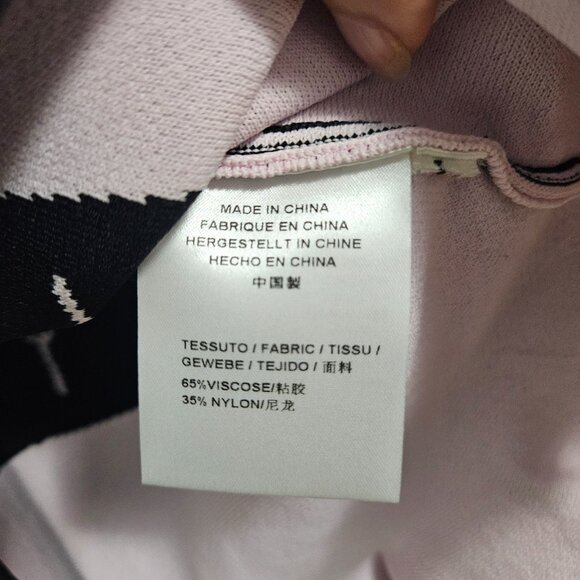 MADE IN CHINA
FABRIQUE EN CHINA
HERGESTELLT IN CHINE
HECHO EN CHINA
中国製
TESSUTO / FABRIC / TISSU /
GEWEBE / TEJIDO / 面料
65%VISCOSE/粘胶
35% NYLON/尼龙